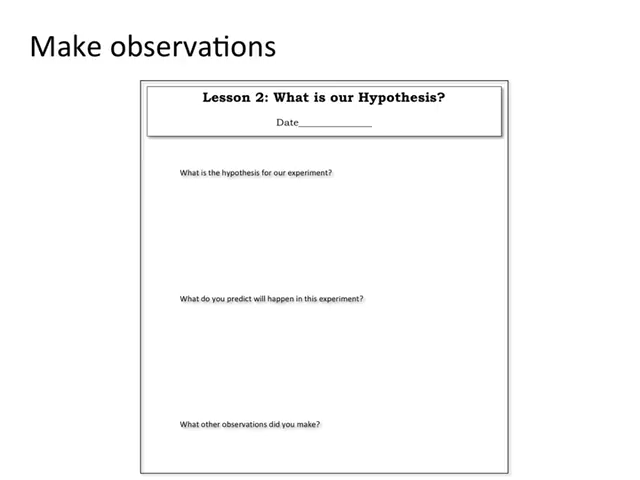 Make observations
Lesson 2: What is our Hypothesis?
Date_______________
What is the hypothesis for our experiment?
What do you predict will happen in this experiment?
What other observations did you make?